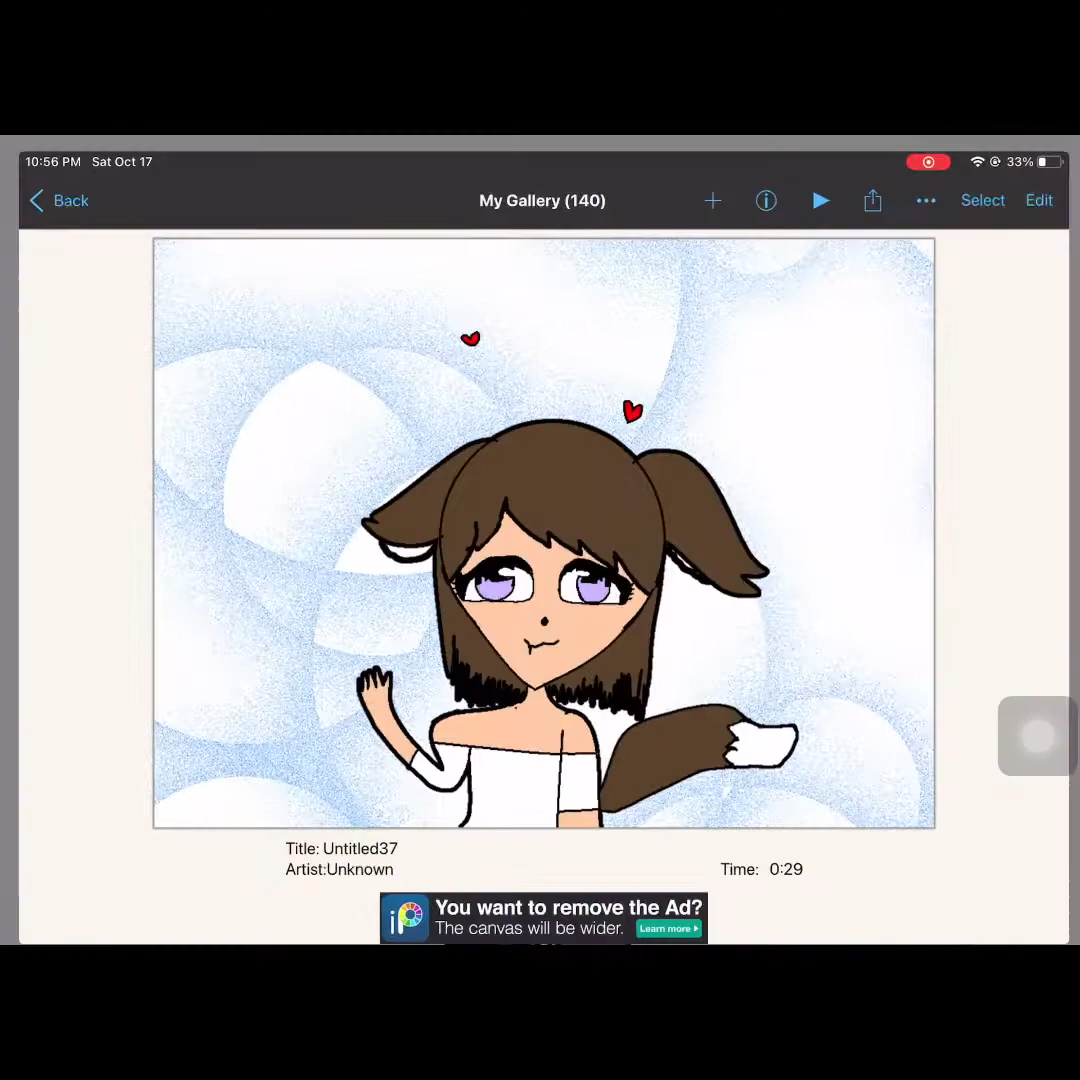 10:56 PM Sat Oct 17
33%
Back
My Gallery (140)
Select
Edit
Title: Untitled37
Artist:Unknown
Time: 0:29
iP
You want to remove the Ad?
The canvas will be wider.
Learn more